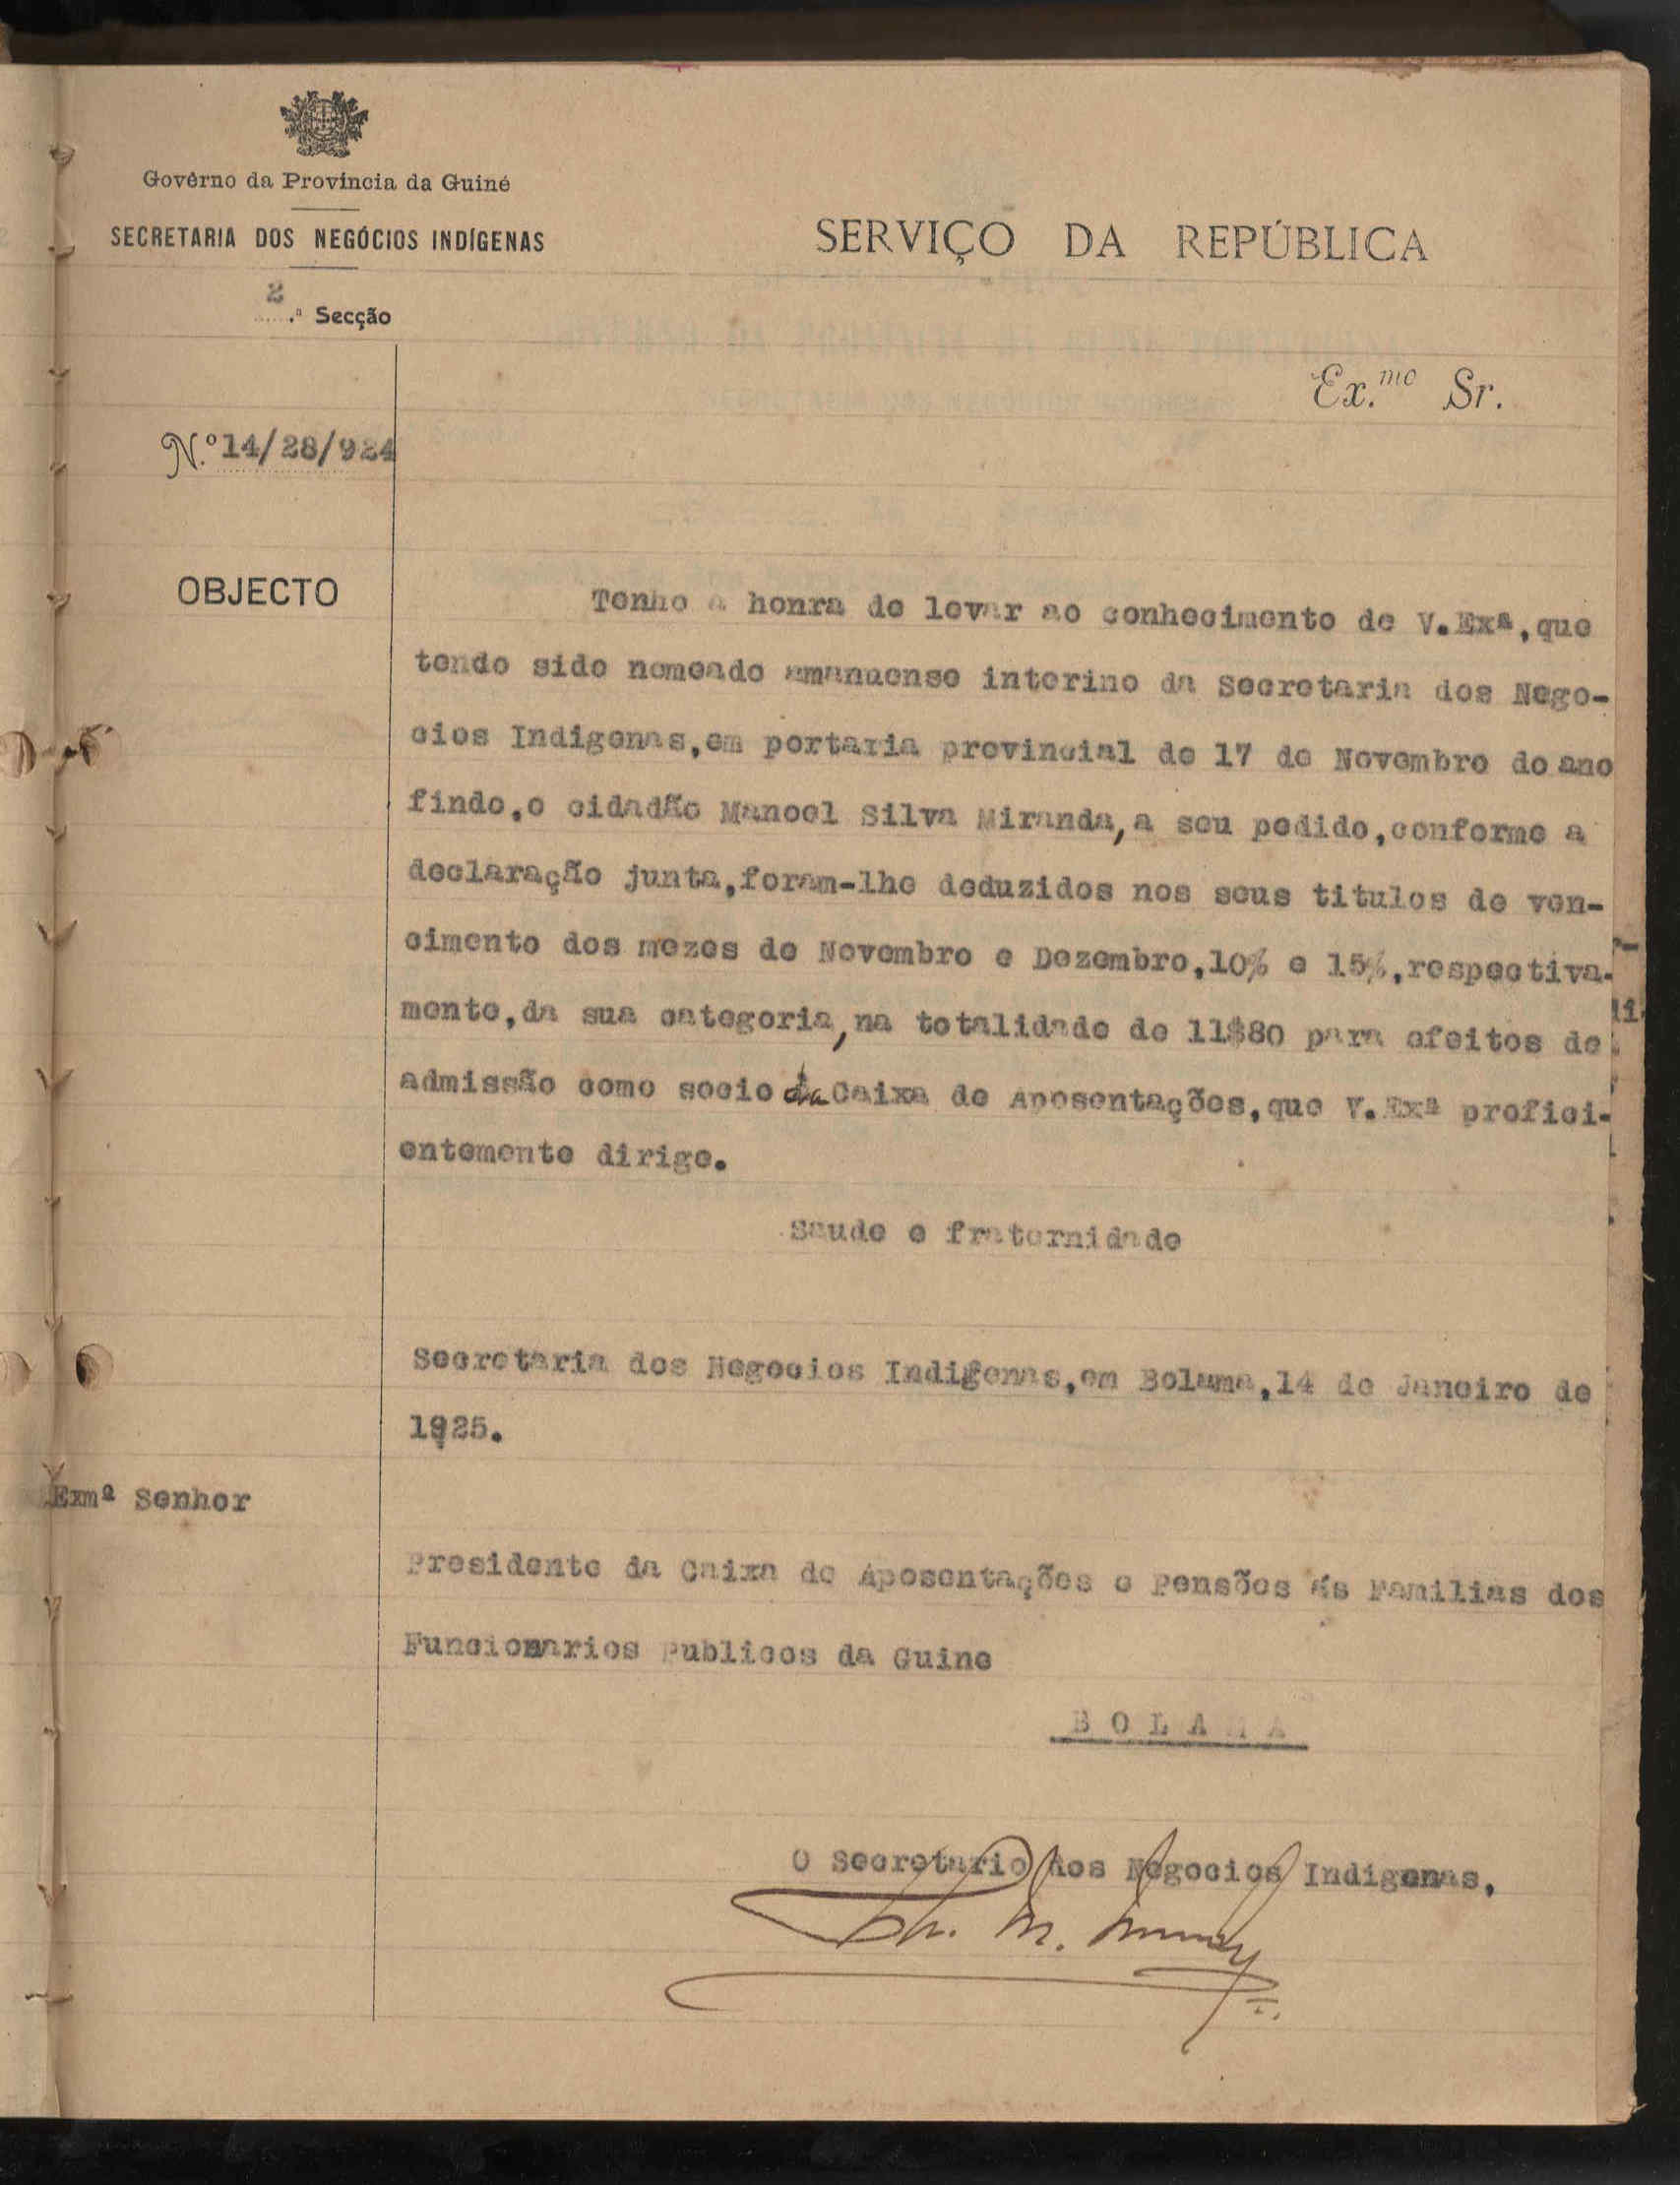 Govêrno da Província da Guiné
SECRETARIA DOS NEGÓCIOS INDÍGENAS
SERVIÇO DA REPÚBLICA
2.ª Secção
Ex.mo Sr.
N.º 14/28/924
OBJECTO
Tenho a honra de levar ao conhecimento de V.Exª,que
tendo sido nomeado amanuense interino da Secretaria dos Nego-
cios Indigenas,em portaria provincial de 17 de Novembro do ano
findo,o cidadão Manoel Silva Miranda,a seu pedido,conforme a
declaração junta,foram-lhe deduzidos nos seus titulos de ven-
cimento dos mezes de Novembro e Dezembro,10% e 15%,respectiva-
mente,da sua categoria,na totalidade de 11$80 para efeitos de
admissão como socio da Caixa de Aposentações,que V.Exª profici-
entemente dirige.
Saude e fraternidade
Secretaria dos Negocios Indigenas,em Bolama,14 de Janeiro de
1925.
Exmª Senhor
Presidente da Caixa de Aposentações e Pensões ás Familias dos
Funcionarios Publicos da Guine
BOLAMA
O Secretario dos Negocios Indigenas,